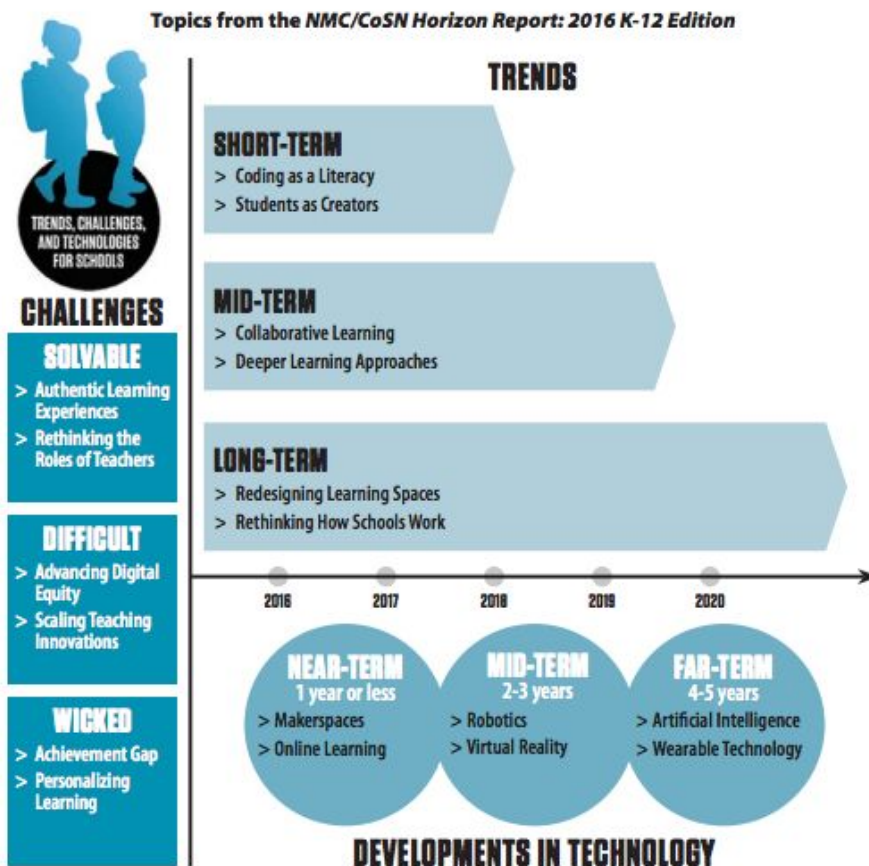 Topics from the NMC/CoSN Horizon Report: 2016 K-12 Edition
TRENDS, CHALLENGES,
AND TECHNOLOGIES
FOR SCHOOLS
CHALLENGES
SOLVABLE
> Authentic Learning
Experiences
> Rethinking the
Roles of Teachers
DIFFICULT
> Advancing Digital
Equity
> Scaling Teaching
Innovations
WICKED
> Achievement Gap
> Personalizing
Learning
TRENDS
SHORT-TERM
> Coding as a Literacy
> Students as Creators
MID-TERM
> Collaborative Learning
> Deeper Learning Approaches
LONG-TERM
> Redesigning Learning Spaces
> Rethinking How Schools Work
2016 2017 2018 2019 2020
NEAR-TERM
1 year or less
> Makerspaces
> Online Learning
MID-TERM
2-3 years
> Robotics
> Virtual Reality
FAR-TERM
4-5 years
> Artificial Intelligence
> Wearable Technology
DEVELOPMENTS IN TECHNOLOGY